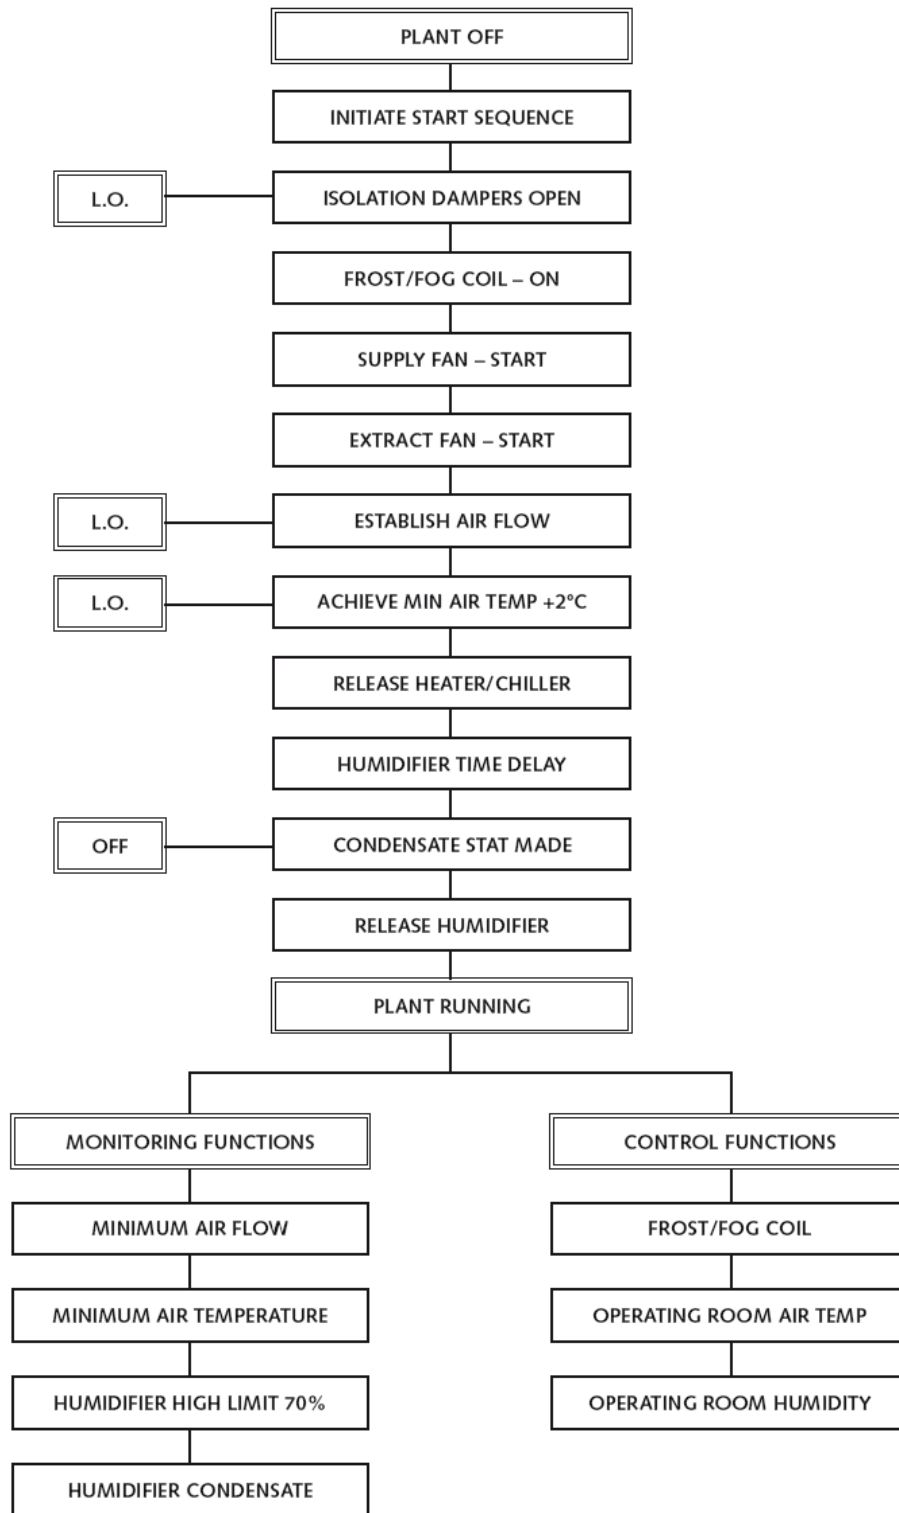 PLANT OFF
INITIATE START SEQUENCE
L.O.
ISOLATION DAMPERS OPEN
FROST/FOG COIL – ON
SUPPLY FAN – START
EXTRACT FAN – START
L.O.
ESTABLISH AIR FLOW
L.O.
ACHIEVE MIN AIR TEMP +2°C
RELEASE HEATER/CHILLER
HUMIDIFIER TIME DELAY
OFF
CONDENSATE STAT MADE
RELEASE HUMIDIFIER
PLANT RUNNING
MONITORING FUNCTIONS
MINIMUM AIR FLOW
MINIMUM AIR TEMPERATURE
HUMIDIFIER HIGH LIMIT 70%
HUMIDIFIER CONDENSATE
CONTROL FUNCTIONS
FROST/FOG COIL
OPERATING ROOM AIR TEMP
OPERATING ROOM HUMIDITY